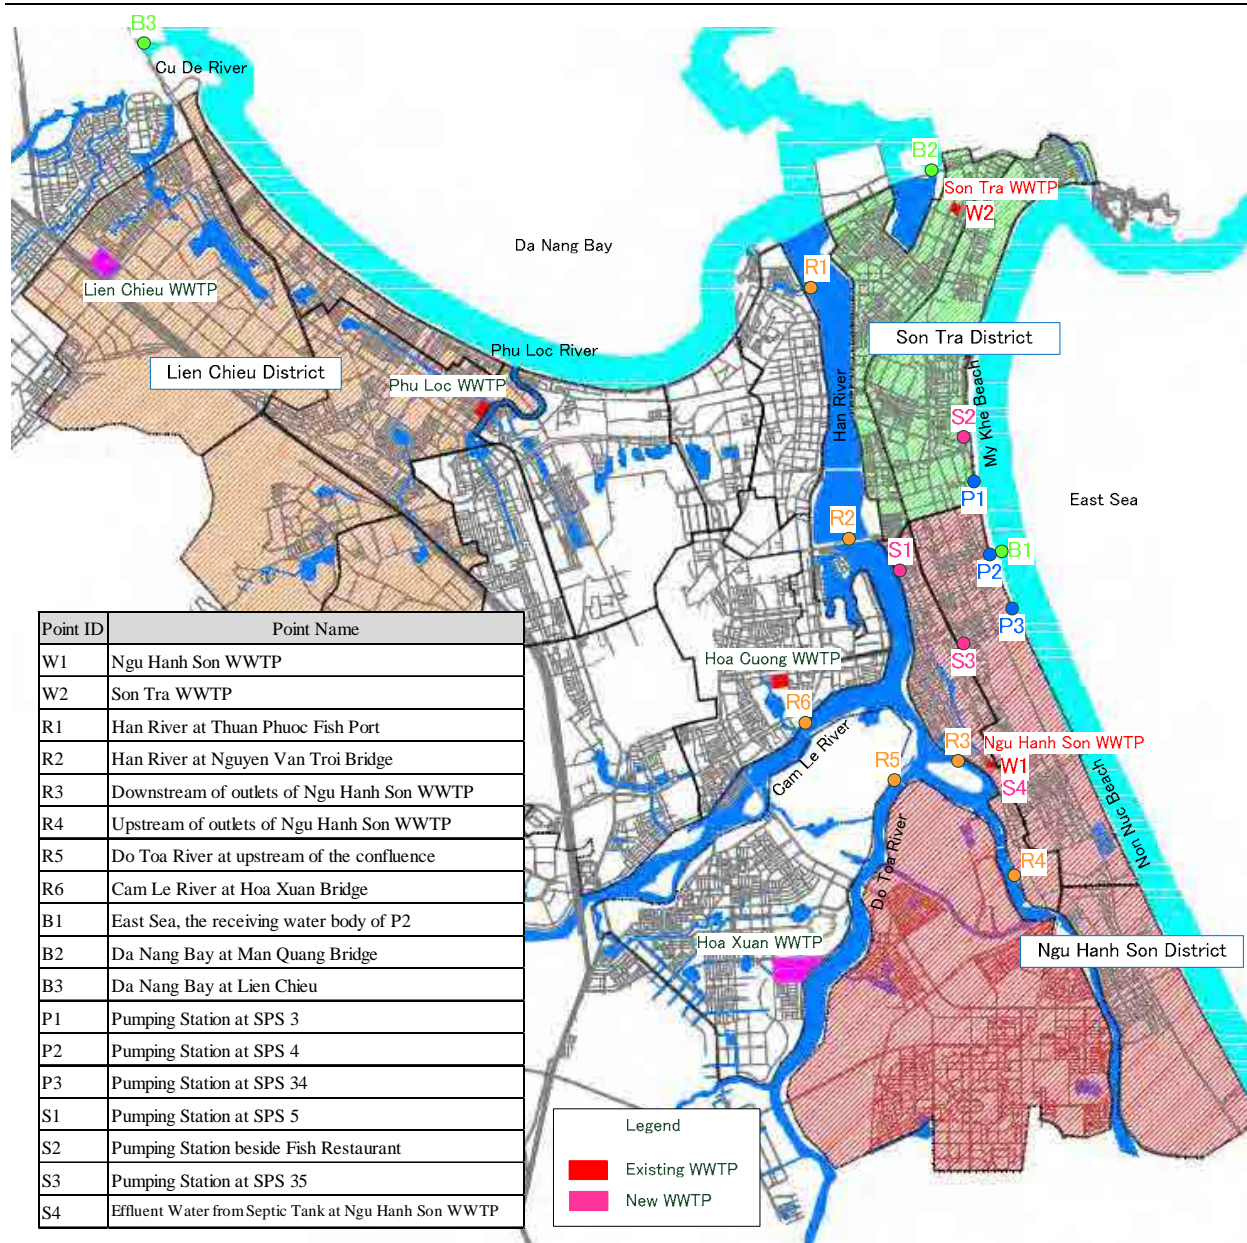 B3
Cu De River
B2
Son Tra WWTP
W2
Da Nang Bay
R1
Lien Chieu WWTP
Son Tra District
Phu Loc River
Lien Chieu District
Phu Loc WWTP
Han River
My Khe Beach
S2
P1
East Sea
R2
S1
B1
P2
P3
S3
Hoa Cuong WWTP
R6
Cam Le River
R3
Ngu Hanh Son WWTP
W1
S4
R5
Non Nuc Beach
Do Toa River
R4
Hoa Xuan WWTP
Ngu Hanh Son District
Point ID Point Name
W1 Ngu Hanh Son WWTP
W2 Son Tra WWTP
R1 Han River at Thuan Phuoc Fish Port
R2 Han River at Nguyen Van Troi Bridge
R3 Downstream of outlets of Ngu Hanh Son WWTP
R4 Upstream of outlets of Ngu Hanh Son WWTP
R5 Do Toa River at upstream of the confluence
R6 Cam Le River at Hoa Xuan Bridge
B1 East Sea, the receiving water body of P2
B2 Da Nang Bay at Man Quang Bridge
B3 Da Nang Bay at Lien Chieu
P1 Pumping Station at SPS 3
P2 Pumping Station at SPS 4
P3 Pumping Station at SPS 34
S1 Pumping Station at SPS 5
S2 Pumping Station beside Fish Restaurant
S3 Pumping Station at SPS 35
S4 Effluent Water from Septic Tank at Ngu Hanh Son WWTP
Legend
Existing WWTP
New WWTP